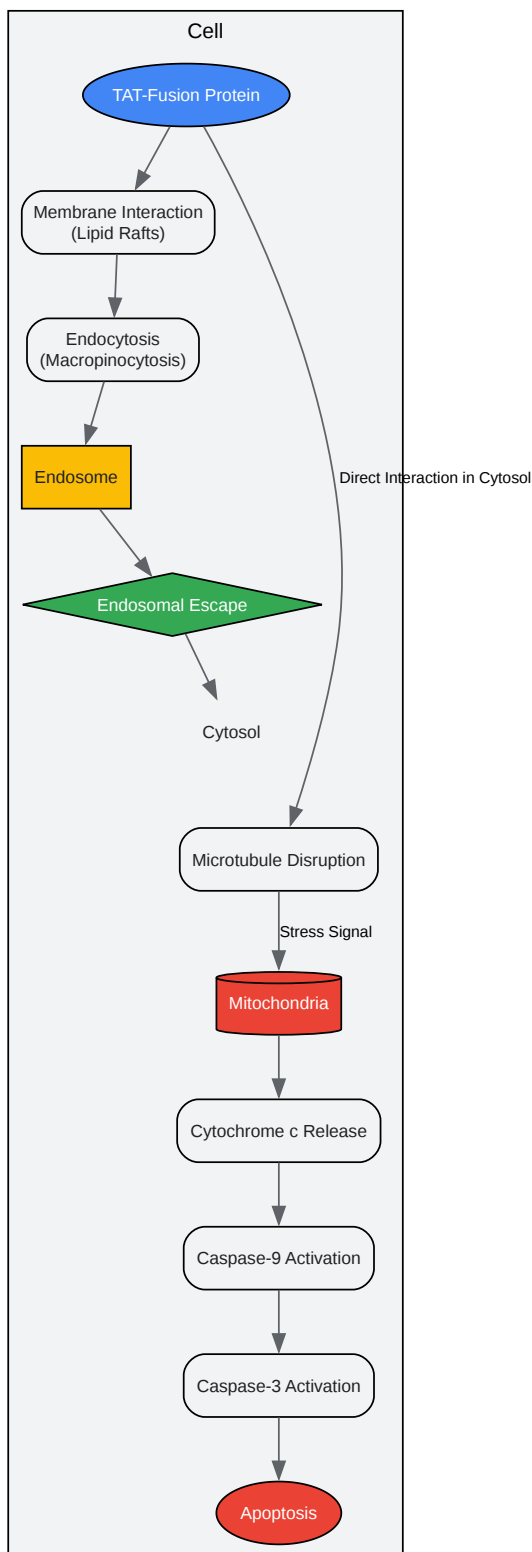 Cell
TAT-Fusion Protein
Membrane Interaction
(Lipid Rafts)
Endocytosis
(Macropinocytosis)
Endosome
Direct Interaction in Cytosol
Endosomal Escape
Cytosol
Microtubule Disruption
Stress Signal
Mitochondria
Cytochrome c Release
Caspase-9 Activation
Caspase-3 Activation
Apoptosis